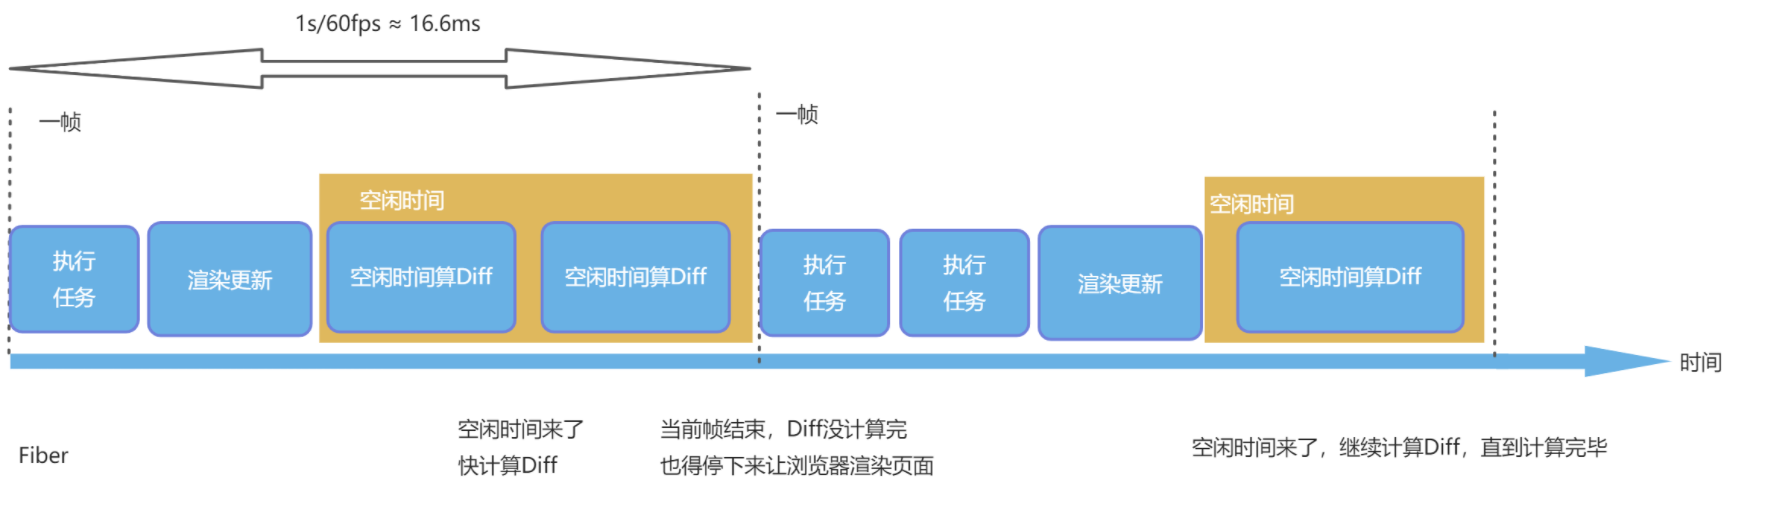 1s/60fps ≈ 16.6ms
一帧
一帧
空闲时间
空闲时间
执行
任务
渲染更新
空闲时间算Diff
空闲时间算Diff
执行
任务
执行
任务
渲染更新
空闲时间算Diff
时间
Fiber
空闲时间来了
快计算Diff
当前帧结束，Diff没计算完
也得停下来让浏览器渲染页面
空闲时间来了，继续计算Diff，直到计算完毕